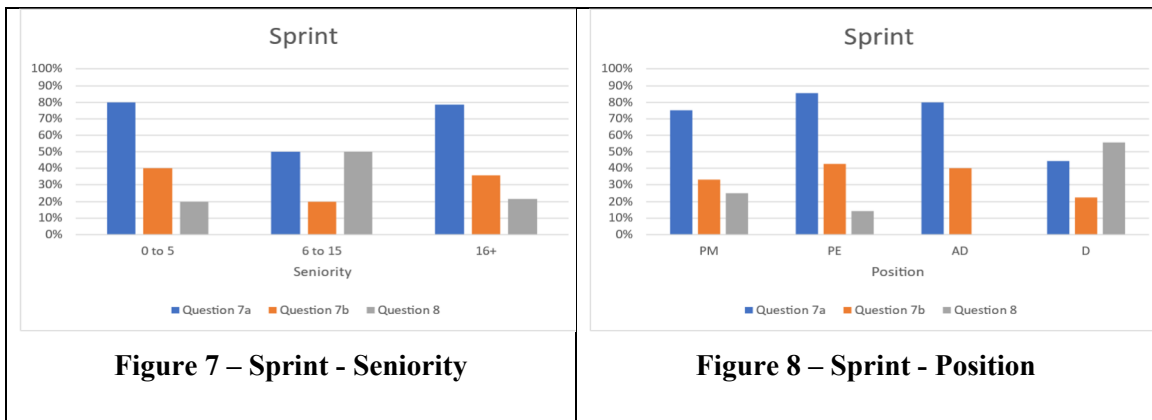 Sprint
100%
90%
80%
70%
60%
50%
40%
30%
20%
10%
0%
0 to 5 6 to 15 16+
Seniority
Question 7a Question 7b Question 8
Figure 7 – Sprint - Seniority
Sprint
100%
90%
80%
70%
60%
50%
40%
30%
20%
10%
0%
PM PE AD D
Position
Question 7a Question 7b Question 8
Figure 8 – Sprint - Position